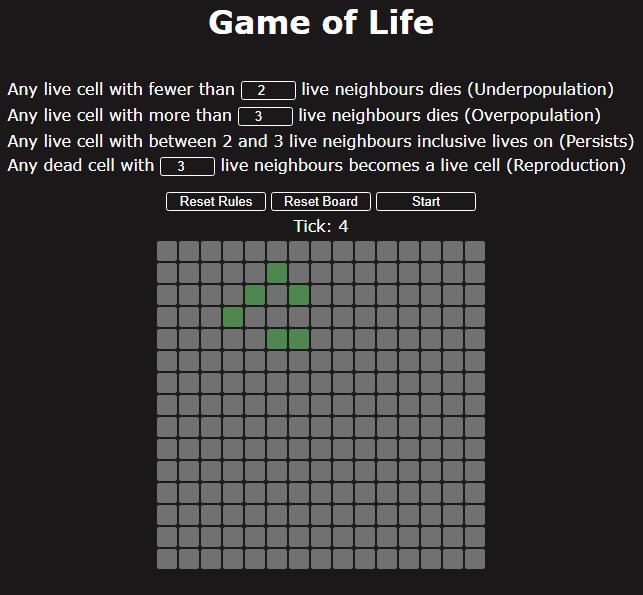 Game of Life
Any live cell with fewer than 2 live neighbours dies (Underpopulation)
Any live cell with more than 3 live neighbours dies (Overpopulation)
Any live cell with between 2 and 3 live neighbours inclusive lives on (Persists)
Any dead cell with 3 live neighbours becomes a live cell (Reproduction)
Reset Rules Reset Board Start
Tick: 4